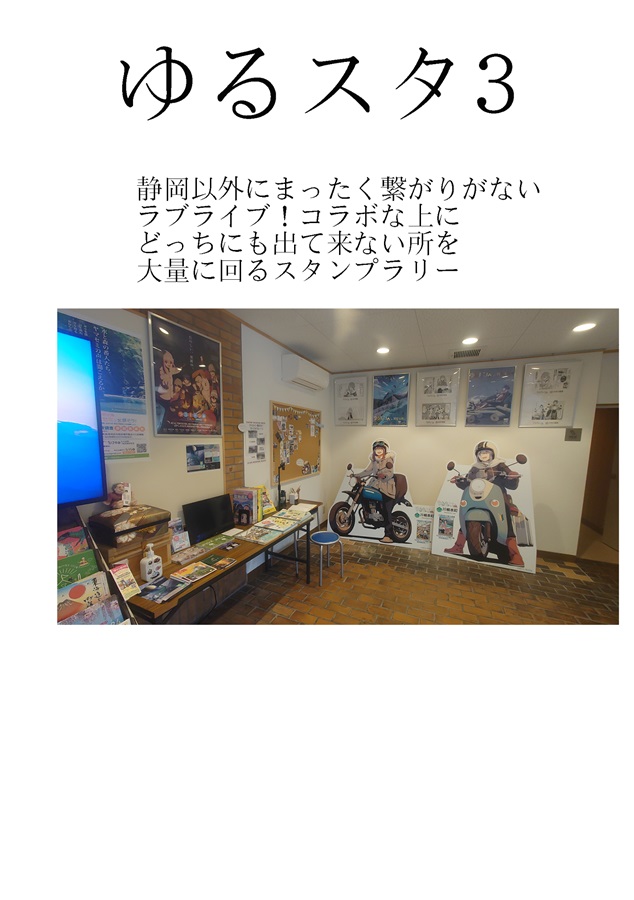 ゆるスタ3
静岡以外にまったく繋がりがない
ラブライブ！コラボな上に
どっちにも出て来ない所を
大量に回るスタンプラリー